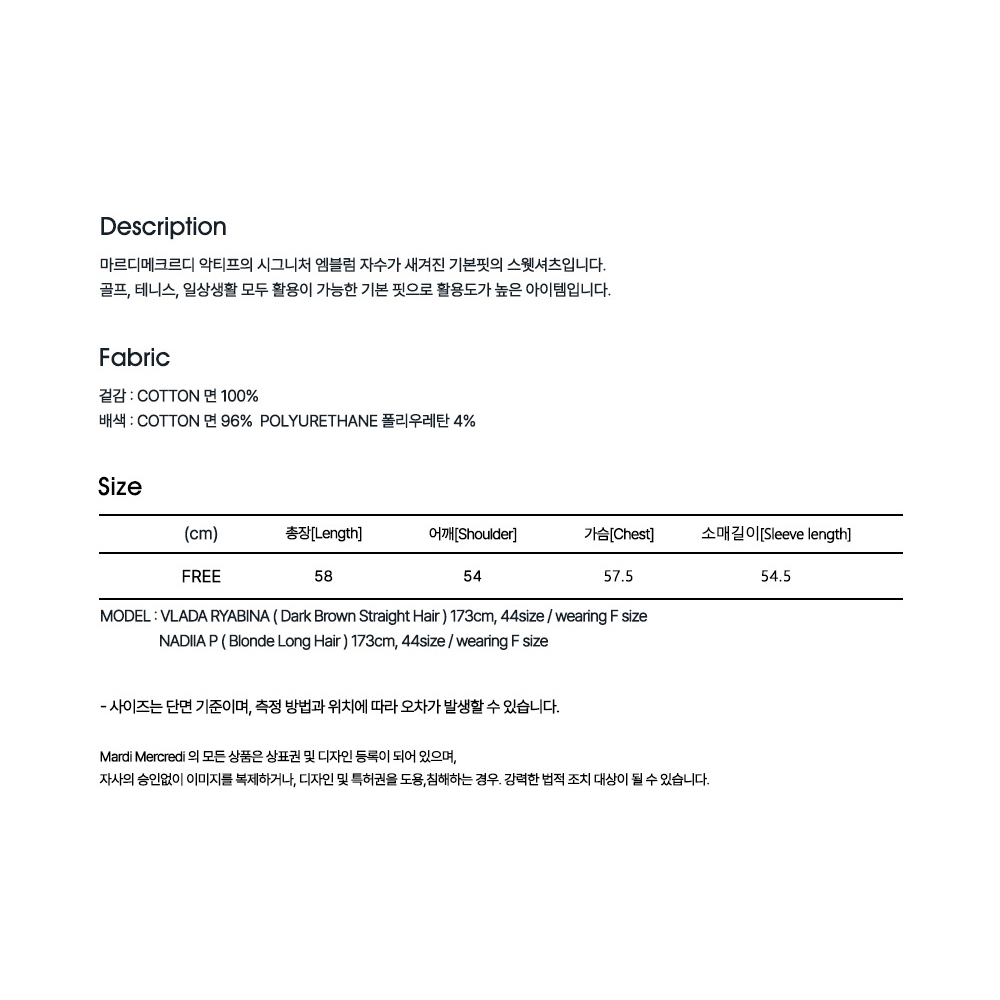 Description
마르디메크르디 악티프의 시그니처 엠블럼 자수가 새겨진 기본핏의 스웻셔츠입니다.
골프, 테니스, 일상생활 모두 활용이 가능한 기본 핏으로 활용도가 높은 아이템입니다.
Fabric
겉감 : COTTON 면 100%
배색 : COTTON 면 96% POLYURETHANE 폴리우레탄 4%
Size
(cm) 총장[Length] 어깨[Shoulder] 가슴[Chest] 소매길이[Sleeve length]
FREE 58 54 57.5 54.5
MODEL : VLADA RYABINA ( Dark Brown Straight Hair ) 173cm, 44size / wearing F size
NADIIA P ( Blonde Long Hair ) 173cm, 44size / wearing F size
- 사이즈는 단면 기준이며, 측정 방법과 위치에 따라 오차가 발생할 수 있습니다.
Mardi Mercredi 의 모든 상품은 상표권 및 디자인 등록이 되어 있으며,
자사의 승인없이 이미지를 복제하거나, 디자인 및 특허권을 도용,침해하는 경우. 강력한 법적 조치 대상이 될 수 있습니다.